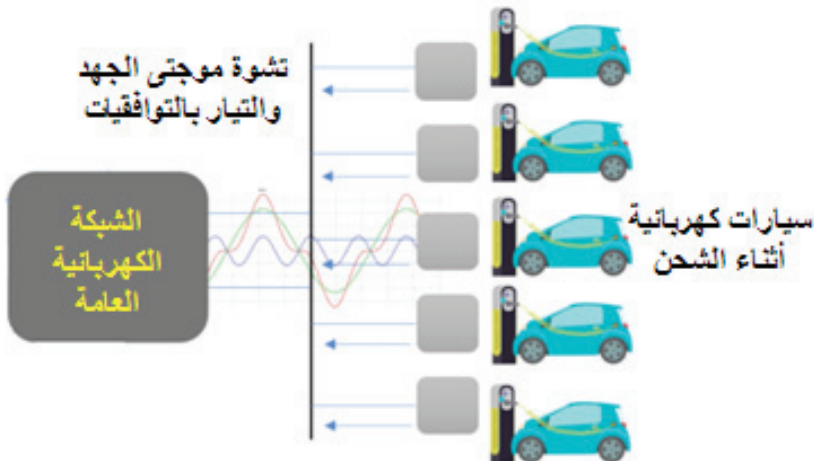 تشوة موجتى الجهد
والتيار بالتوافقيات
الشبكة
الكهربائية
العامة
سيارات كهربائية
أثناء الشحن